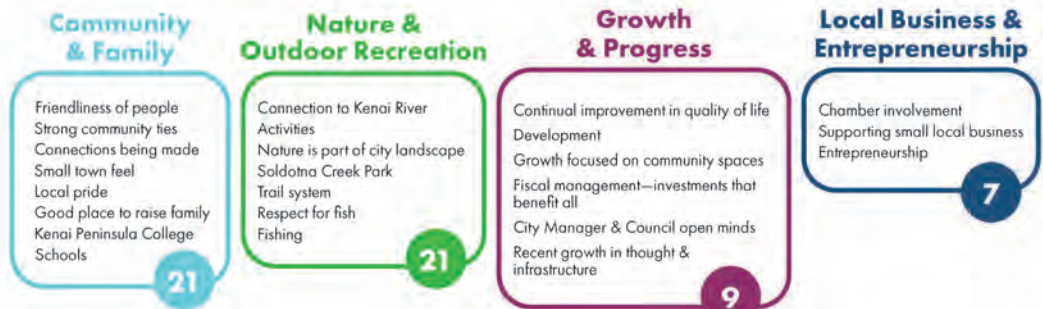 Community
& Family
Friendliness of people
Strong community ties
Connections being made
Small town feel
Local pride
Good place to raise family
Kenai Peninsula College
Schools
21
Nature &
Outdoor Recreation
Connection to Kenai River
Activities
Nature is part of city landscape
Soldotna Creek Park
Trail system
Respect for fish
Fishing
21
Growth
& Progress
Continual improvement in quality of life
Development
Growth focused on community spaces
Fiscal management—investments that
benefit all
City Manager & Council open minds
Recent growth in thought &
infrastructure
9
Local Business &
Entrepreneurship
Chamber involvement
Supporting small local business
Entrepreneurship
7